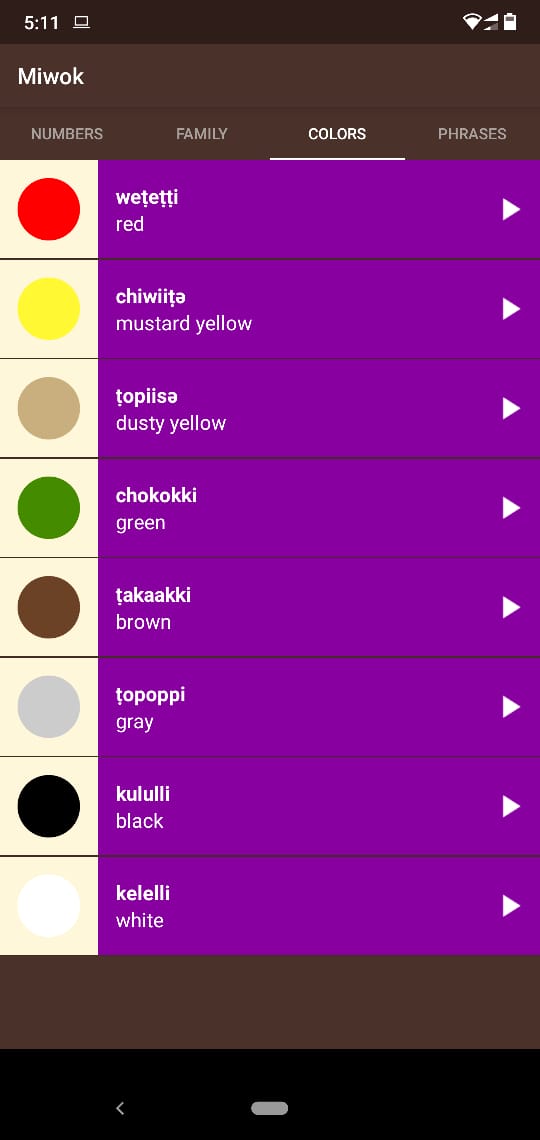 5:11
Miwok
NUMBERS FAMILY COLORS PHRASES
weṭeṭṭi
red
chiwiiṭə
mustard yellow
ṭopiisə
dusty yellow
chokokki
green
ṭakaakki
brown
ṭopoppi
gray
kululli
black
kelelli
white